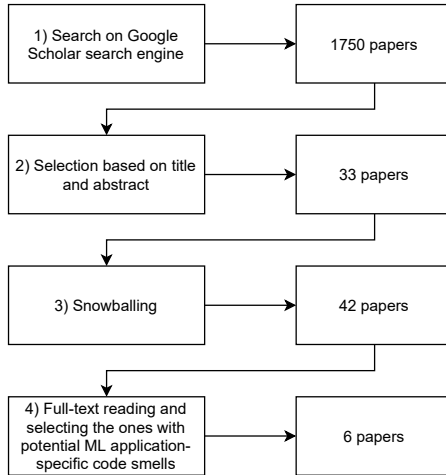 1) Search on Google
Scholar search engine
1750 papers
2) Selection based on title
and abstract
33 papers
3) Snowballing
42 papers
4) Full-text reading and
selecting the ones with
potential ML application-
specific code smells
6 papers